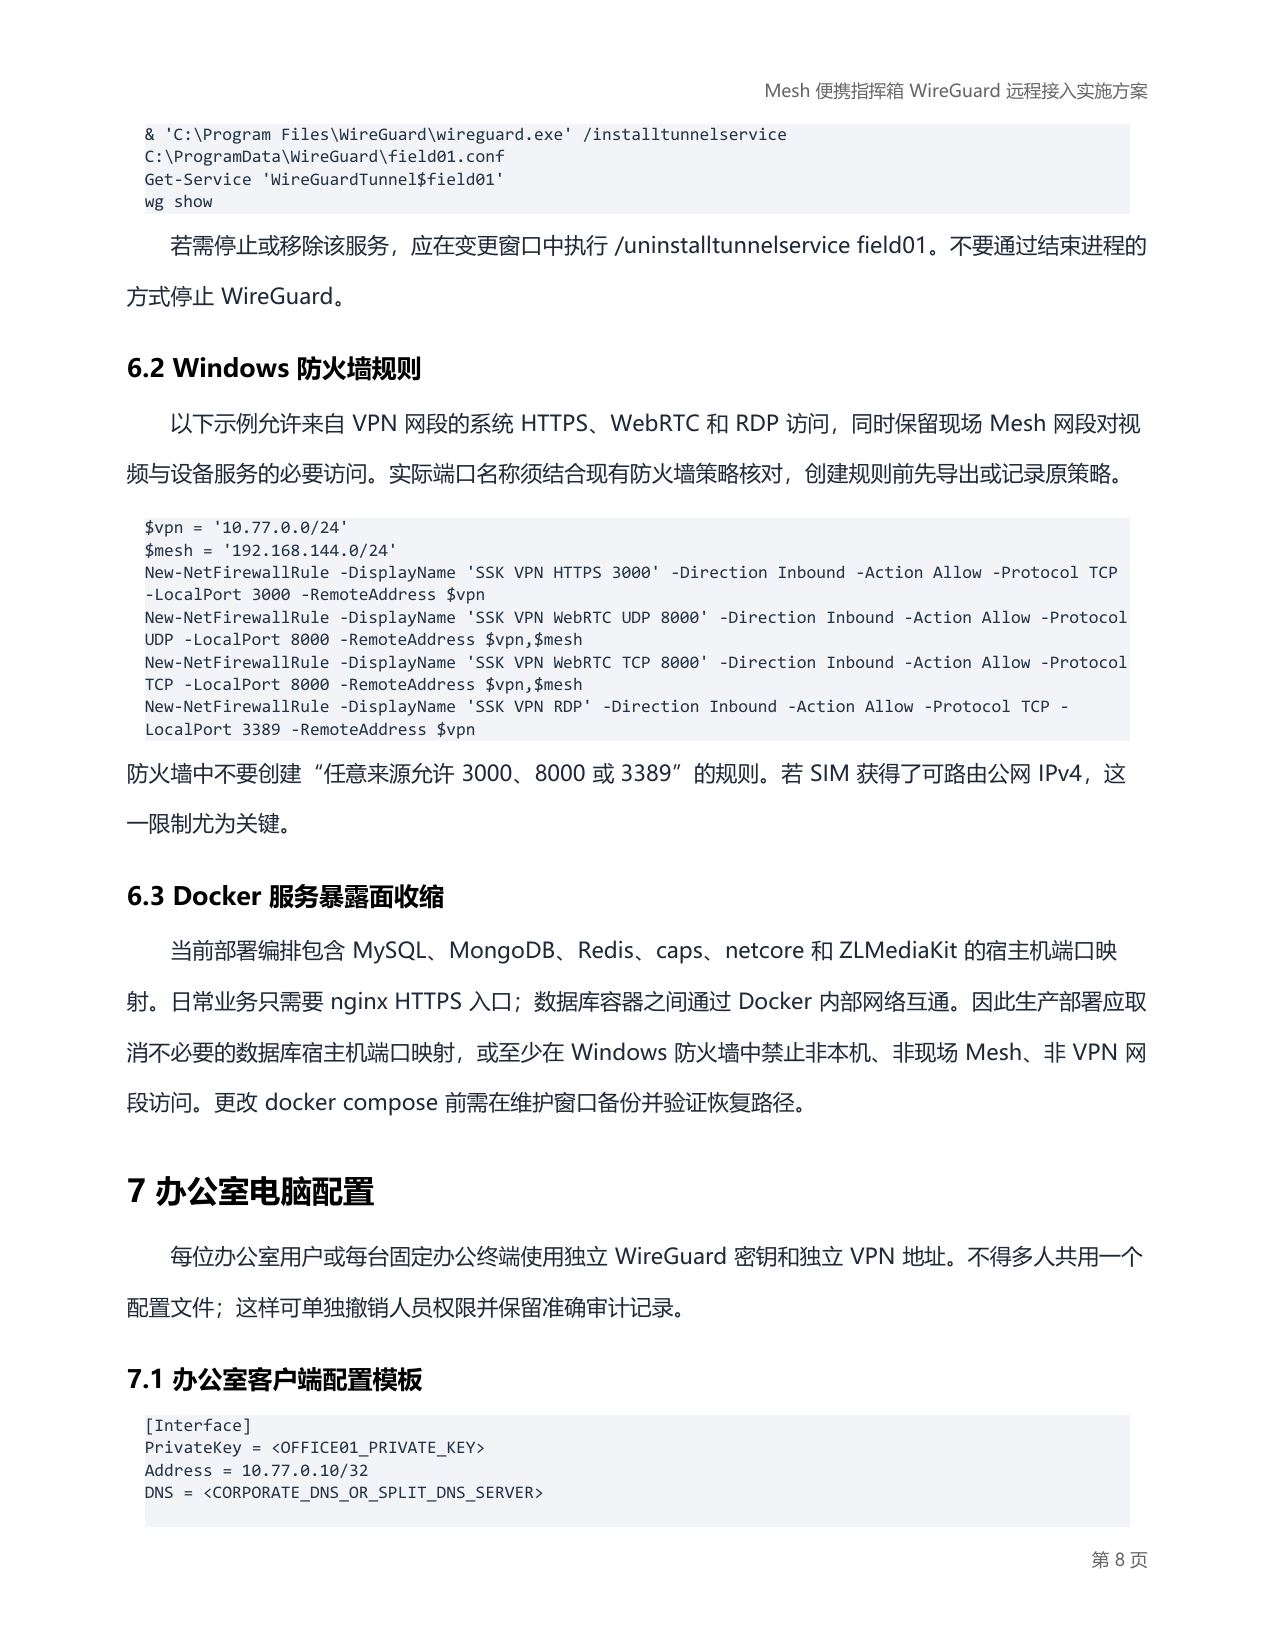 Mesh 便携指挥箱 WireGuard 远程接入实施方案
& 'C:\Program Files\WireGuard\wireguard.exe' /installtunnelservice
C:\ProgramData\WireGuard\field01.conf
Get-Service 'WireGuardTunnel$field01'
wg show
若需停止或移除该服务，应在变更窗口中执行 /uninstalltunnelservice field01。不要通过结束进程的
方式停止 WireGuard。
6.2 Windows 防火墙规则
以下示例允许来自 VPN 网段的系统 HTTPS、WebRTC 和 RDP 访问，同时保留现场 Mesh 网段对视
频与设备服务的必要访问。实际端口名称须结合现有防火墙策略核对，创建规则前先导出或记录原策略。
$vpn = '10.77.0.0/24'
$mesh = '192.168.144.0/24'
New-NetFirewallRule -DisplayName 'SSK VPN HTTPS 3000' -Direction Inbound -Action Allow -Protocol TCP
-LocalPort 3000 -RemoteAddress $vpn
New-NetFirewallRule -DisplayName 'SSK VPN WebRTC UDP 8000' -Direction Inbound -Action Allow -Protocol
UDP -LocalPort 8000 -RemoteAddress $vpn,$mesh
New-NetFirewallRule -DisplayName 'SSK VPN WebRTC TCP 8000' -Direction Inbound -Action Allow -Protocol
TCP -LocalPort 8000 -RemoteAddress $vpn,$mesh
New-NetFirewallRule -DisplayName 'SSK VPN RDP' -Direction Inbound -Action Allow -Protocol TCP -
LocalPort 3389 -RemoteAddress $vpn
防火墙中不要创建“任意来源允许 3000、8000 或 3389”的规则。若 SIM 获得了可路由公网 IPv4，这
一限制尤为关键。
6.3 Docker 服务暴露面收缩
当前部署编排包含 MySQL、MongoDB、Redis、caps、netcore 和 ZLMediaKit 的宿主机端口映
射。日常业务只需要 nginx HTTPS 入口；数据库容器之间通过 Docker 内部网络互通。因此生产部署应取
消不必要的数据库宿主机端口映射，或至少在 Windows 防火墙中禁止非本机、非现场 Mesh、非 VPN 网
段访问。更改 docker compose 前需在维护窗口备份并验证恢复路径。
7 办公室电脑配置
每位办公室用户或每台固定办公终端使用独立 WireGuard 密钥和独立 VPN 地址。不得多人共用一个
配置文件；这样可单独撤销人员权限并保留准确审计记录。
7.1 办公室客户端配置模板
[Interface]
PrivateKey = <OFFICE01_PRIVATE_KEY>
Address = 10.77.0.10/32
DNS = <CORPORATE_DNS_OR_SPLIT_DNS_SERVER>
第 8 页